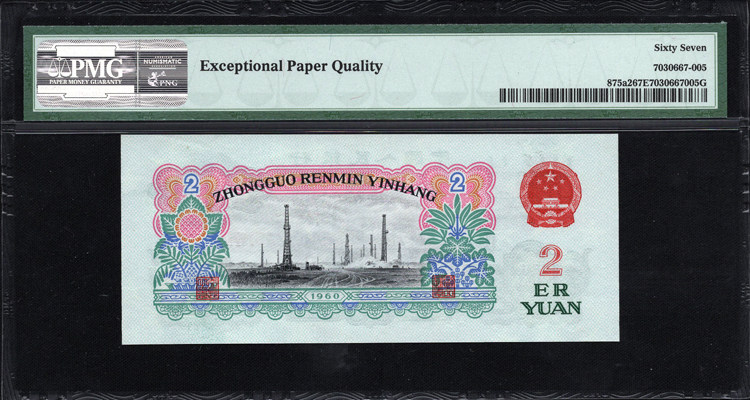 PMG
PAPER MONEY GUARANTY
NUMISMATIC
PNG
Exceptional Paper Quality
Sixty Seven
7030667-005
875a267E7030667005G
2
ZHONGGUO RENMIN YINHANG
2
1960
2
ER
YUAN